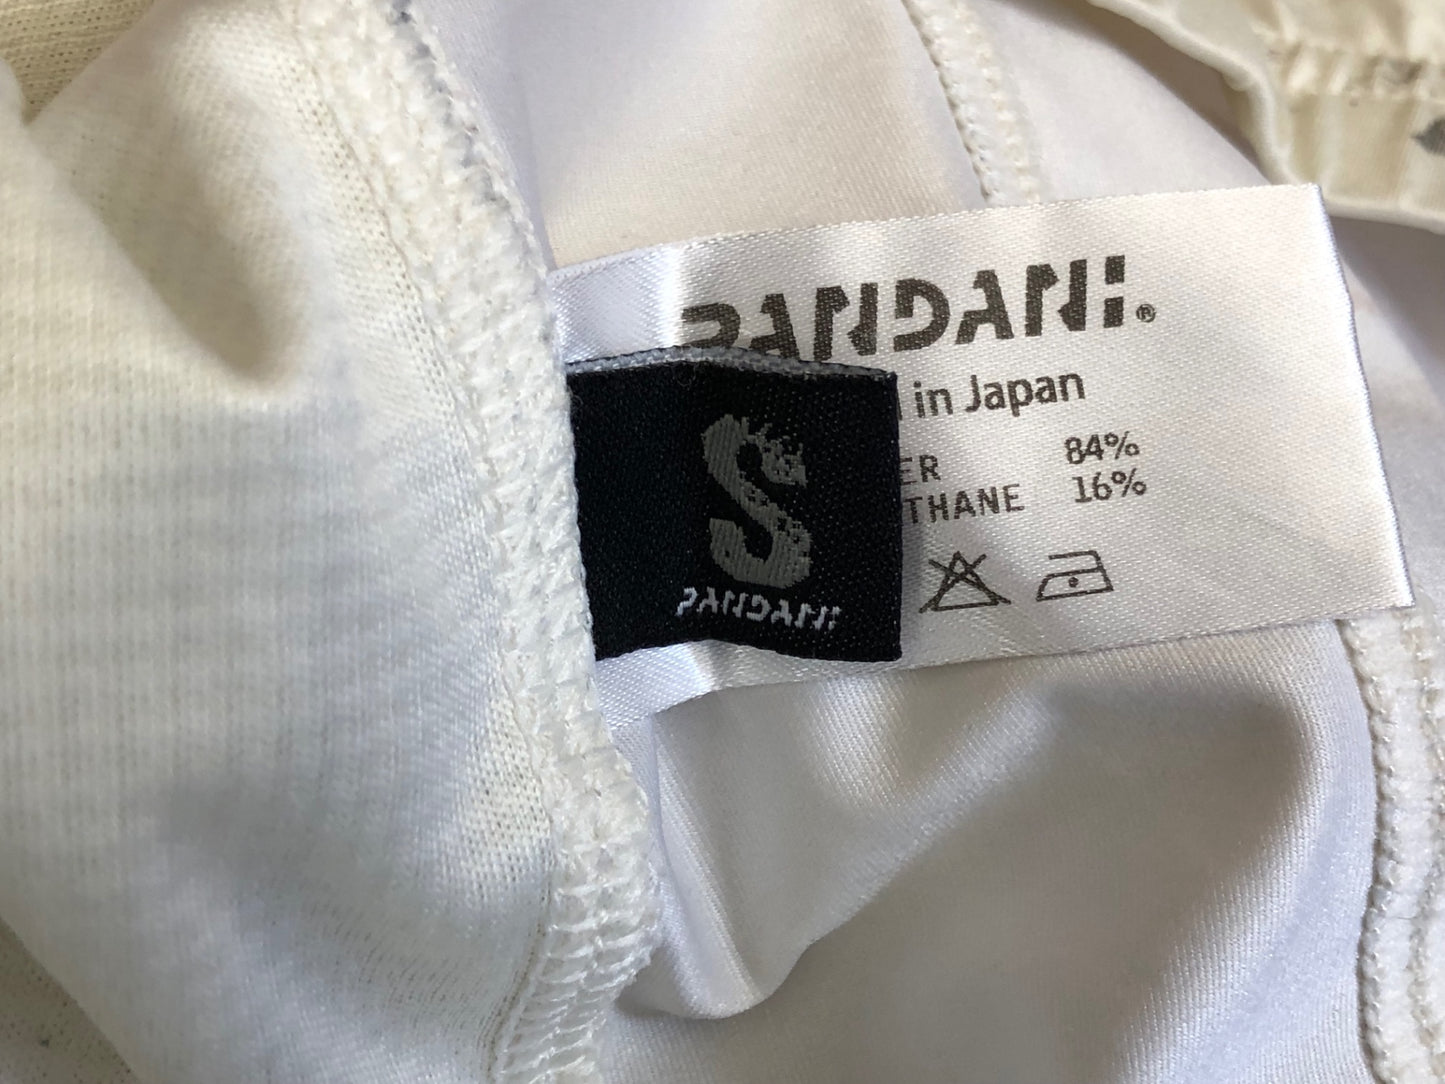 PANDANI®
in Japan
ER 84%
THANE 16%
S
PANDANI